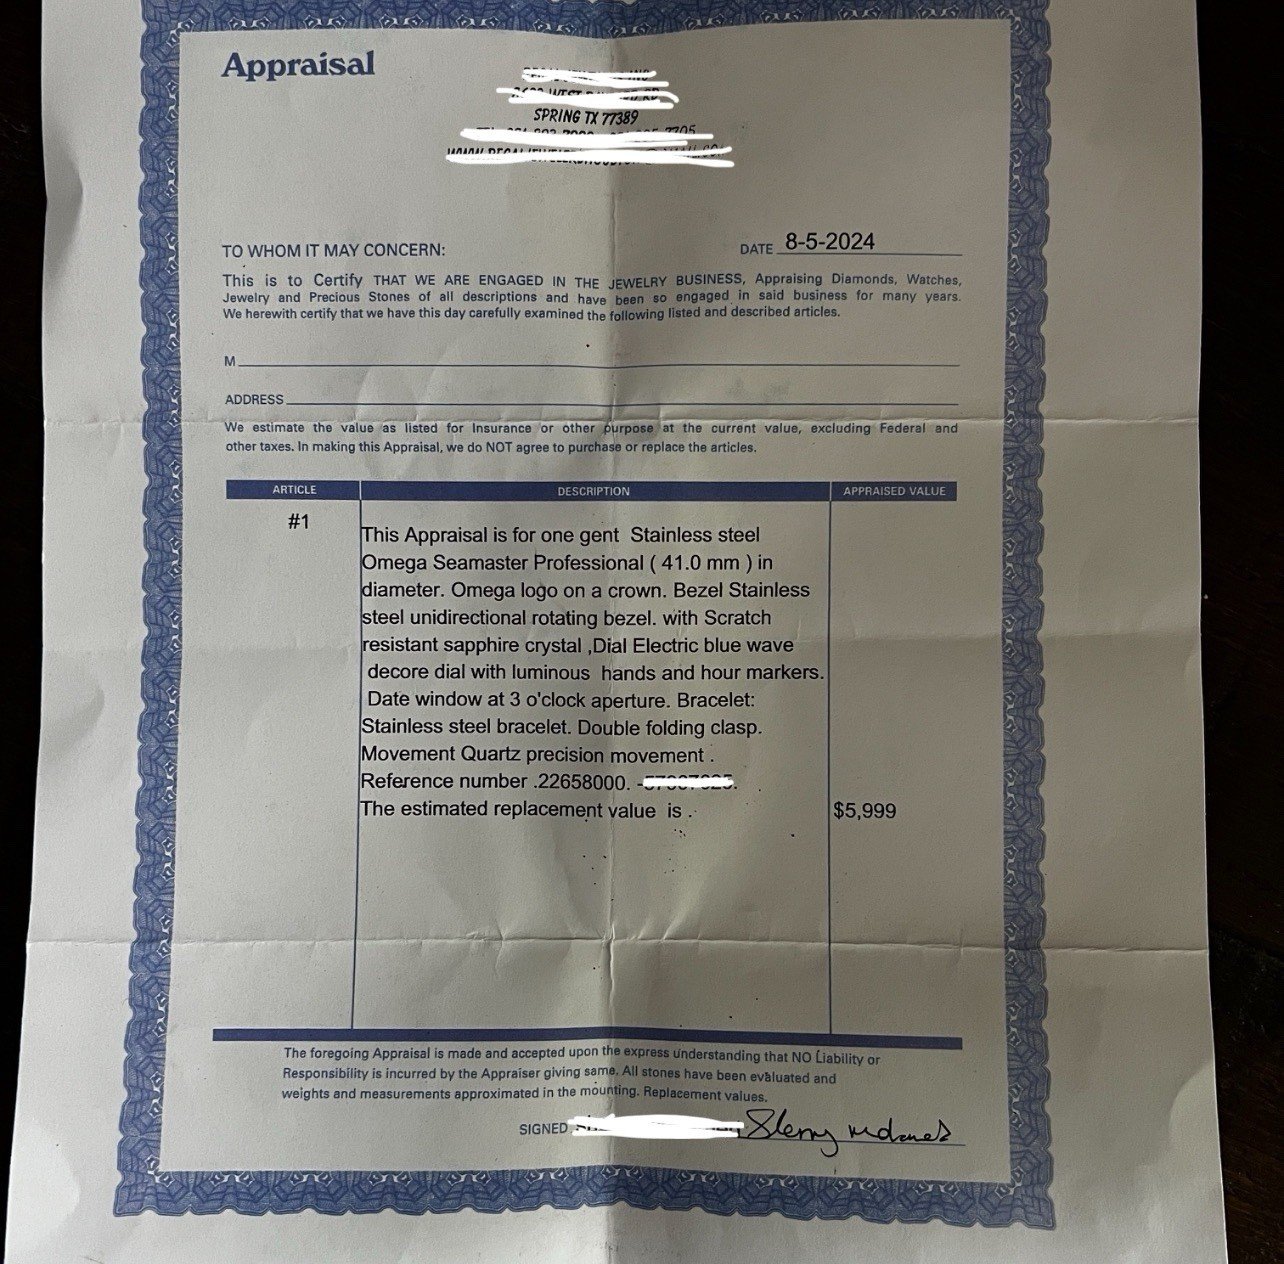 Appraisal
SPRING TX 77389
TO WHOM IT MAY CONCERN:
DATE 8-5-2024
This is to Certify THAT WE ARE ENGAGED IN THE JEWELRY BUSINESS, Appraising Diamonds, Watches,
Jewelry and Precious Stones of all descriptions and have been so engaged in said business for many years.
We herewith certify that we have this day carefully examined the following listed and described articles.
M
ADDRESS
We estimate the value as listed for Insurance or other purpose at the current value, excluding Federal and
other taxes. In making this Appraisal, we do NOT agree to purchase or replace the articles.
ARTICLE DESCRIPTION APPRAISED VALUE
#1
This Appraisal is for one gent Stainless steel
Omega Seamaster Professional ( 41.0 mm ) in
diameter. Omega logo on a crown. Bezel Stainless
steel unidirectional rotating bezel. with Scratch
resistant sapphire crystal ,Dial Electric blue wave
decore dial with luminous hands and hour markers.
Date window at 3 o'clock aperture. Bracelet:
Stainless steel bracelet. Double folding clasp.
Movement Quartz precision movement .
Reference number .22658000. -
The estimated replacement value is . $5,999
The foregoing Appraisal is made and accepted upon the express understanding that NO Liability or
Responsibility is incurred by the Appraiser giving same. All stones have been evaluated and
weights and measurements approximated in the mounting. Replacement values.
SIGNED